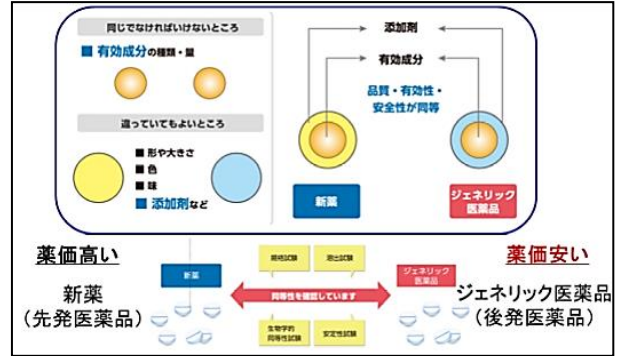 同じでなければいけないところ
■ 有効成分の種類・量
違っていてもよいところ
■ 形や大きさ
■ 色
■ 味
■ 添加剤など
添加剤
有効成分
品質・有効性・
安全性が同等
新薬
ジェネリック
医薬品
薬価高い
新薬
(先発医薬品)
新薬
規格試験
溶出試験
同等性を確認しています
生物学的
同等性試験
安定性試験
ジェネリック
医薬品
薬価安い
ジェネリック医薬品
(後発医薬品)